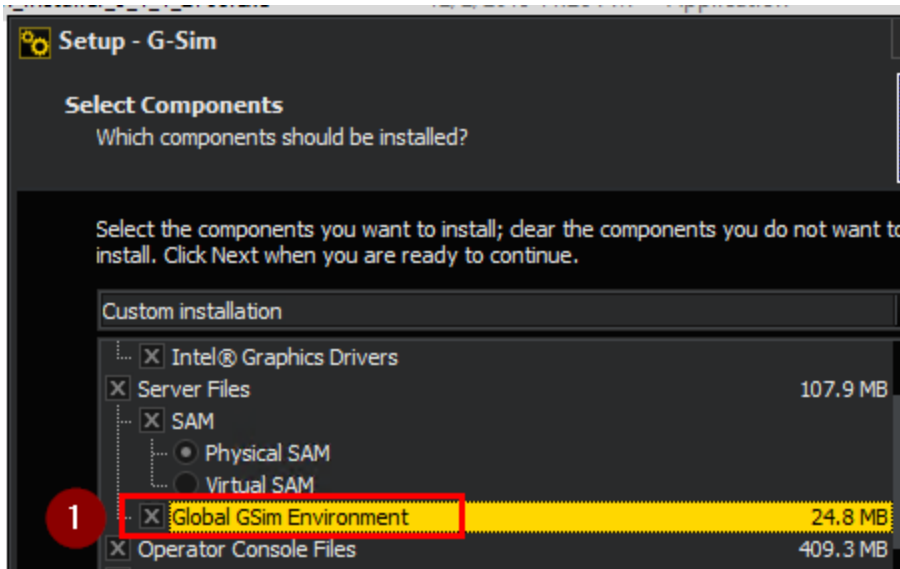 Setup - G-Sim
Select Components
Which components should be installed?
Select the components you want to install; clear the components you do not want to
install. Click Next when you are ready to continue.
Custom installation
Intel® Graphics Drivers
Server Files 107.9 MB
SAM
Physical SAM
Virtual SAM
1 Global GSim Environment 24.8 MB
Operator Console Files 409.3 MB